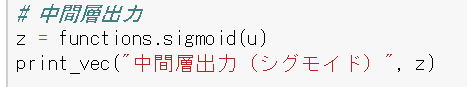 # 中間層出力
z = functions.sigmoid(u)
print_vec("中間層出力（シグモイド）", z)